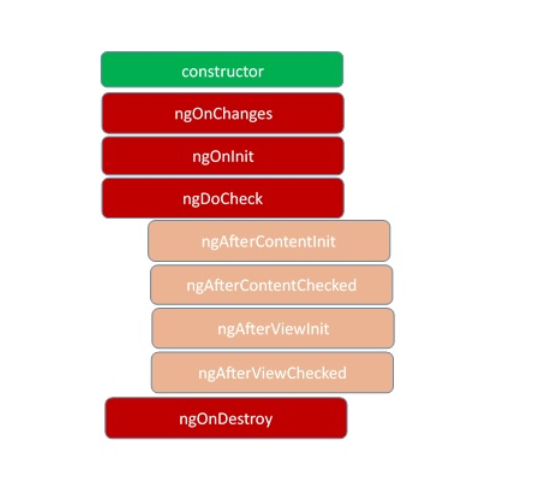 constructor
ngOnChanges
ngOnInit
ngDoCheck
ngAfterContentInit
ngAfterContentChecked
ngAfterViewInit
ngAfterViewChecked
ngOnDestroy